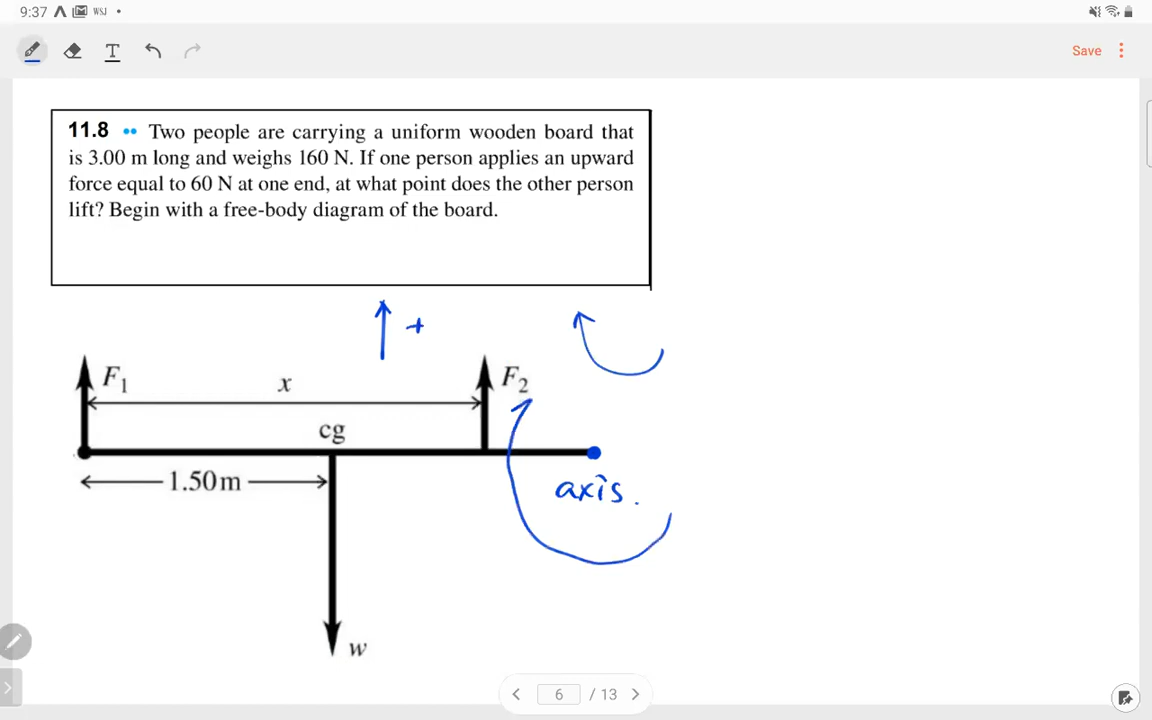 9:37 WSJ
Save
11.8 •• Two people are carrying a uniform wooden board that
is 3.00 m long and weighs 160 N. If one person applies an upward
force equal to 60 N at one end, at what point does the other person
lift? Begin with a free-body diagram of the board.
+
F₁
x
F₂
cg
1.50 m
axis.
w
6 / 13